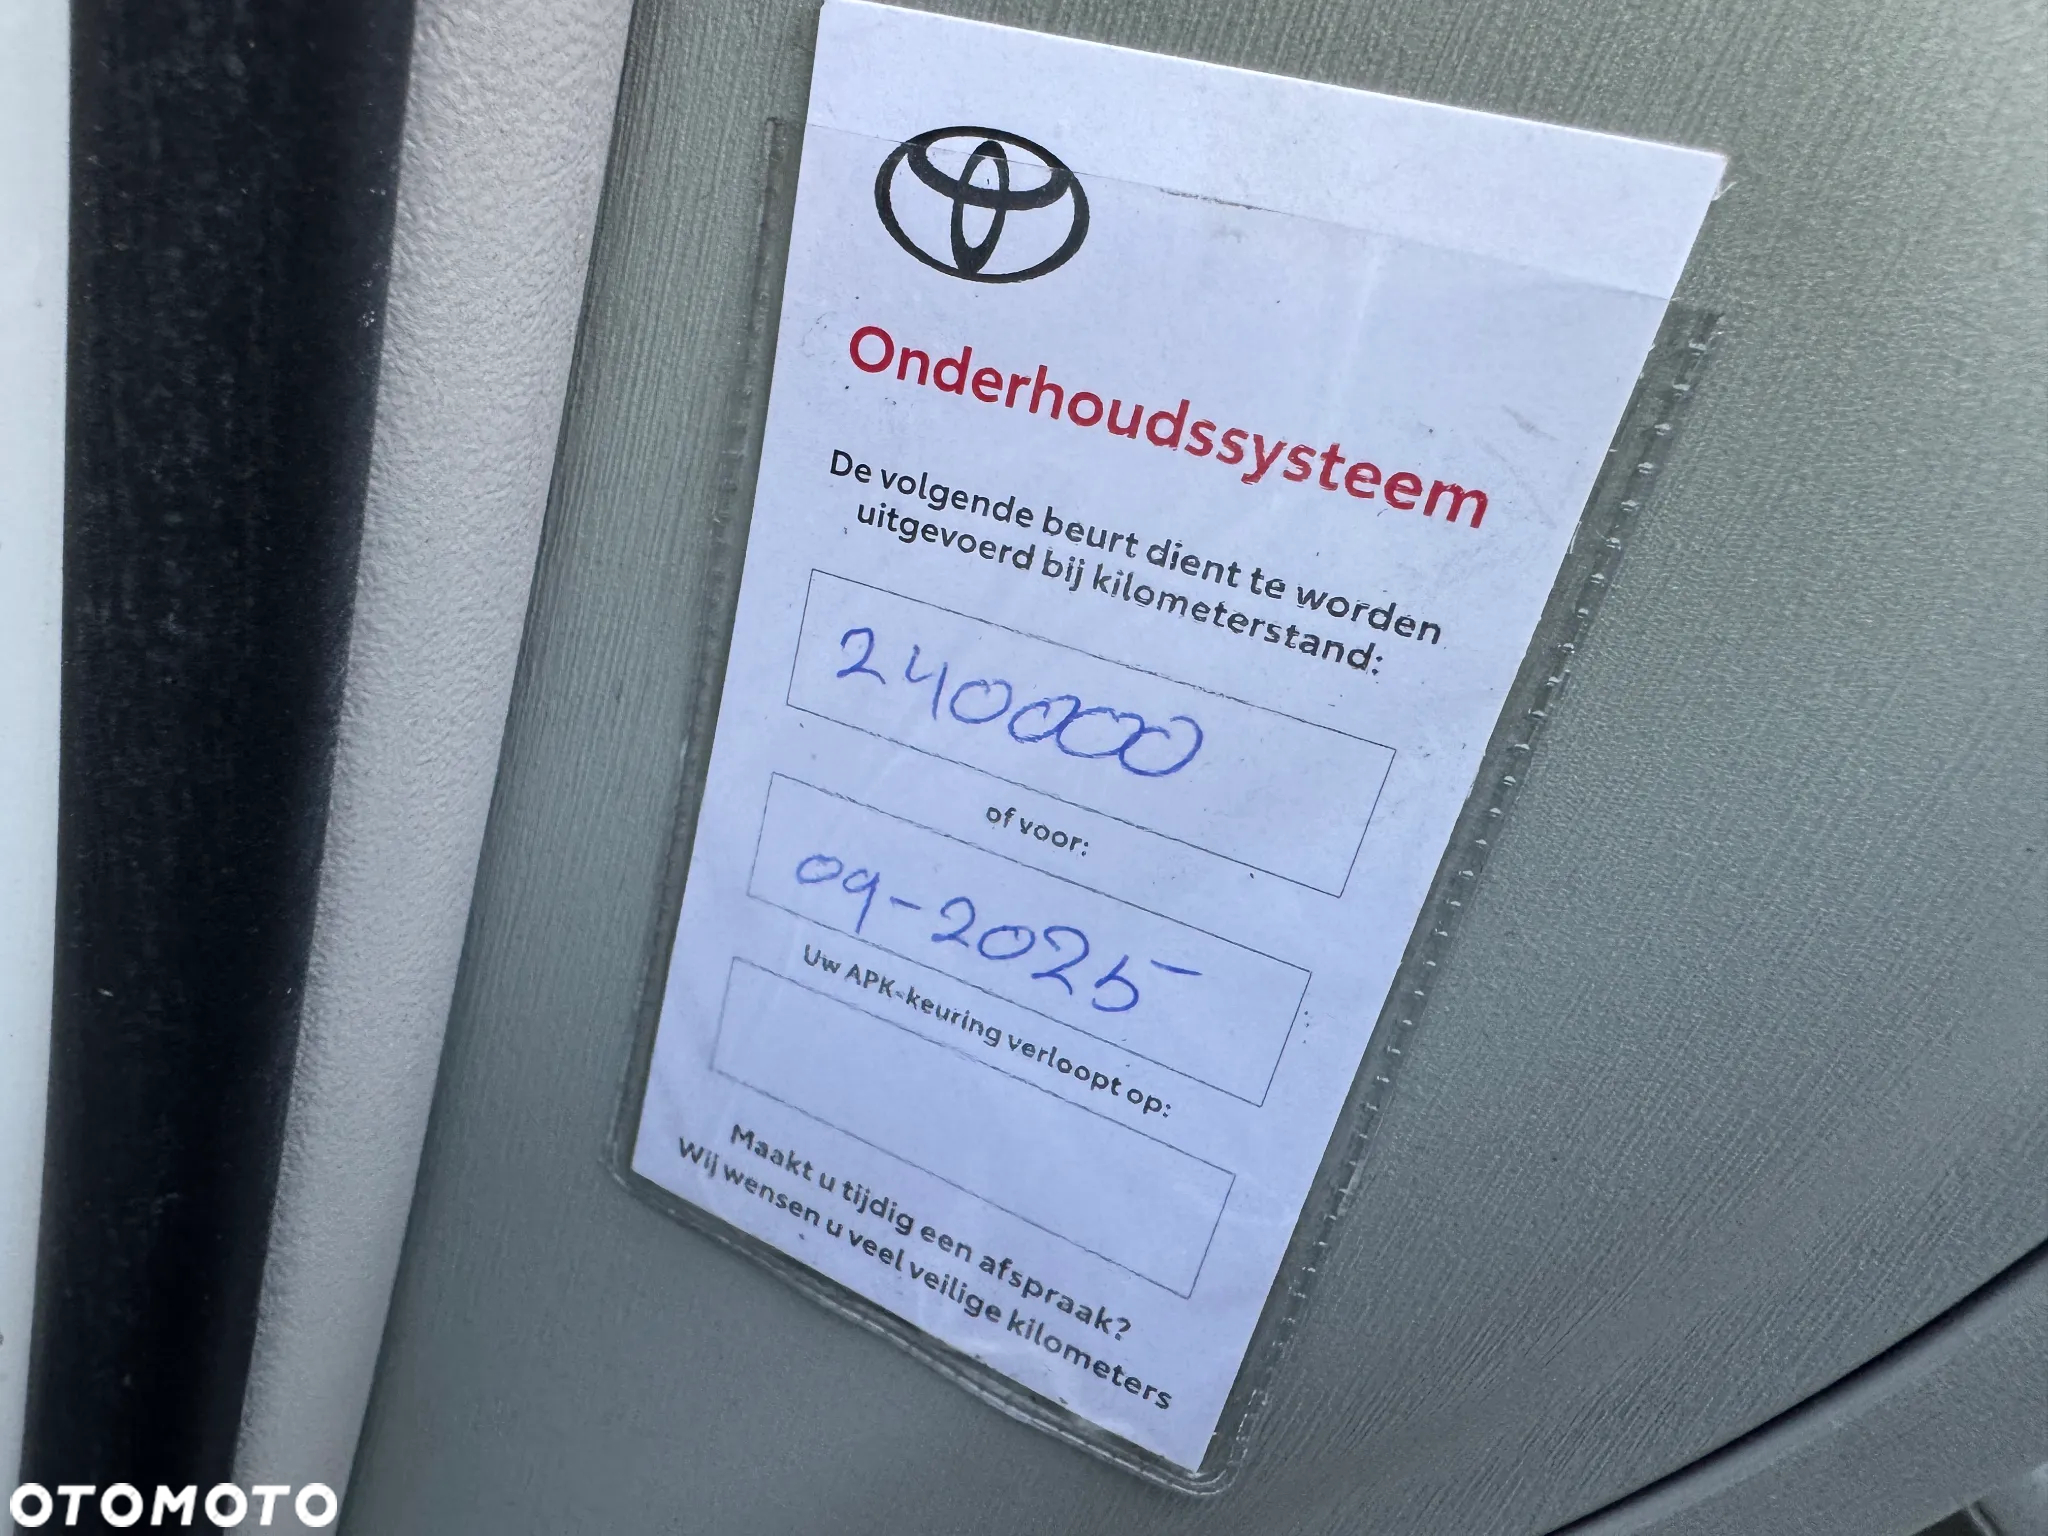 Onderhoudssysteem
De volgende beurt dient te worden
uitgevoerd bij kilometerstand:
240000
of voor:
09-2025
Uw APK-keuring verloopt op:
Maakt u tijdig een afspraak?
Wij wensen u veel veilige kilometers
OTOMOTO